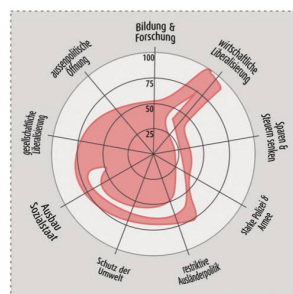 Bildung &
Forschung
wirtschaftliche
Liberalisierung
Sparen &
Steuern senken
starke Polizei &
Armee
restriktive
Ausländerpolitik
Schutz der
Umwelt
Ausbau
Sozialstaat
gesellschaftliche
Liberalisierung
aussenpolitische
Öffnung
100
75
50
25